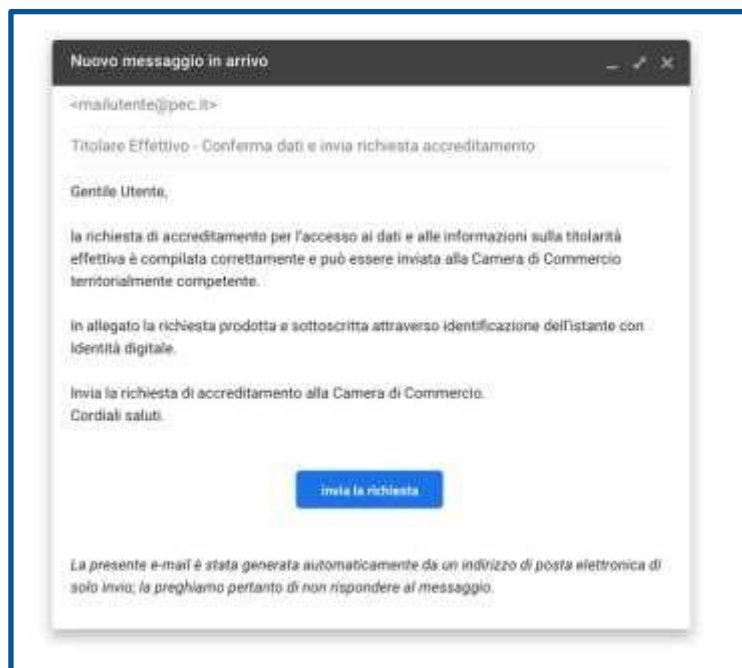 Nuovo messaggio in arrivo
<mailutente@pec.it>
Titolare Effettivo - Conferma dati e invia richiesta accreditamento
Gentile Utente,
la richiesta di accreditamento per l'accesso ai dati e alle informazioni sulla titolarità
effettiva è compilata correttamente e può essere inviata alla Camera di Commercio
territorialmente competente.
In allegato la richiesta prodotta e sottoscritta attraverso identificazione dell'istante con
Identità digitale.
Invia la richiesta di accreditamento alla Camera di Commercio.
Cordiali saluti.
invia la richiesta
La presente e-mail è stata generata automaticamente da un indirizzo di posta elettronica di
solo invio; la preghiamo pertanto di non rispondere al messaggio.